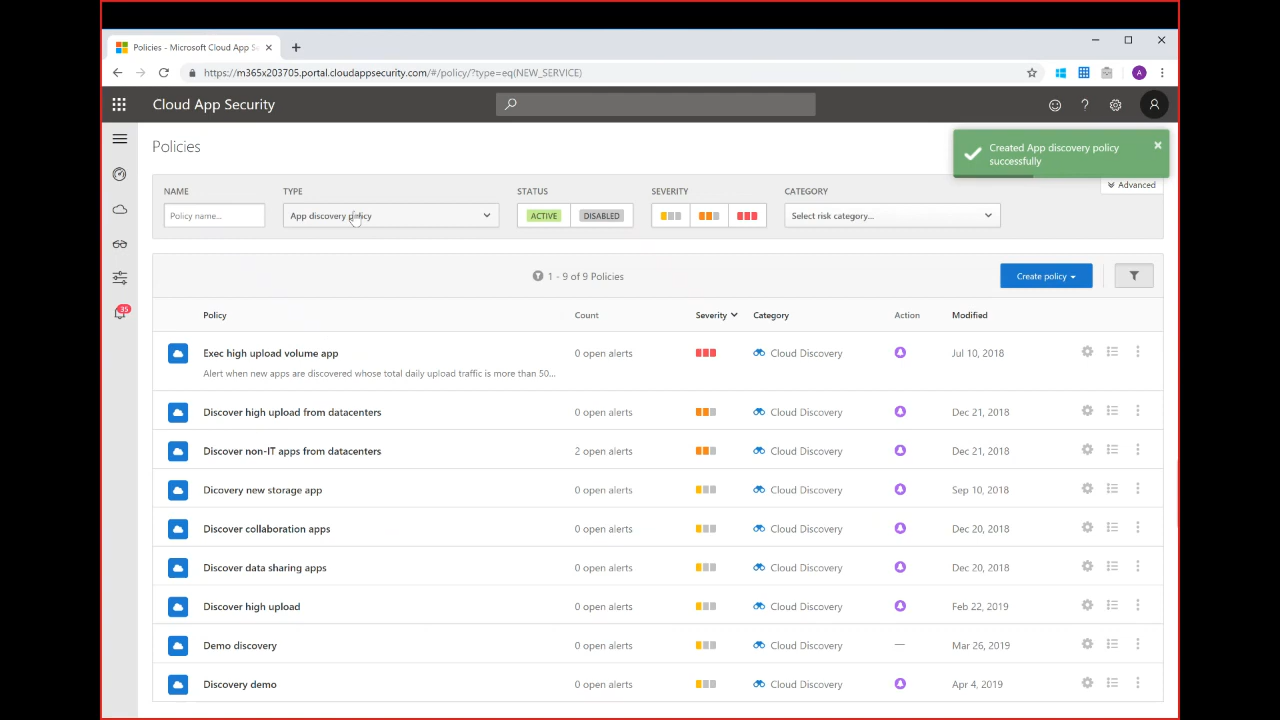 Policies - Microsoft Cloud App S
https://m365x203705.portal.cloudappsecurity.com/#/policy/?type=eq(NEW_SERVICE)
A
Cloud App Security
?
Policies
Created App discovery policy
successfully
Advanced
NAME TYPE STATUS SEVERITY CATEGORY
Policy name... App discovery policy ACTIVE DISABLED Select risk category...
1 - 9 of 9 Policies Create policy
35
Policy Count Severity Category Action Modified
Exec high upload volume app 0 open alerts Cloud Discovery Jul 10, 2018
Alert when new apps are discovered whose total daily upload traffic is more than 50...
Discover high upload from datacenters 0 open alerts Cloud Discovery Dec 21, 2018
Discover non-IT apps from datacenters 2 open alerts Cloud Discovery Dec 21, 2018
Dicovery new storage app 0 open alerts Cloud Discovery Sep 10, 2018
Discover collaboration apps 0 open alerts Cloud Discovery Dec 20, 2018
Discover data sharing apps 0 open alerts Cloud Discovery Dec 20, 2018
Discover high upload 0 open alerts Cloud Discovery Feb 22, 2019
Demo discovery 0 open alerts Cloud Discovery — Mar 26, 2019
Discovery demo 0 open alerts Cloud Discovery Apr 4, 2019